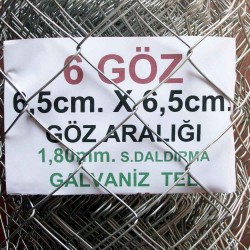 6 GÖZ
6,5cm. X 6,5cm.
GÖZ ARALIĞI
1,80mm. S.DALDIRMA
GALVANİZ TEL